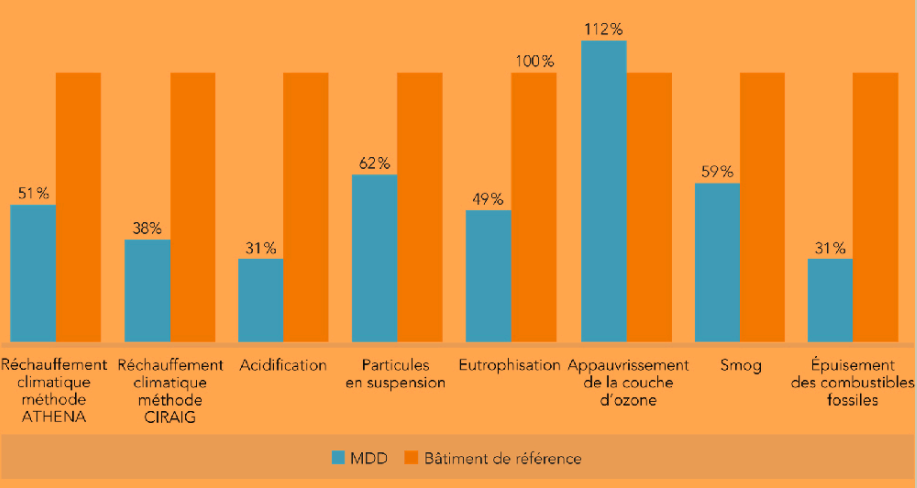 112%
100%
62%
59%
51%
49%
38%
31%
31%
Réchauffement
climatique
méthode
ATHENA
Réchauffement
climatique
méthode
CIRAIG
Acidification
Particules
en suspension
Eutrophisation
Appauvrissement
de la couche
d'ozone
Smog
Épuisement
des combustibles
fossiles
MDD
Bâtiment de référence